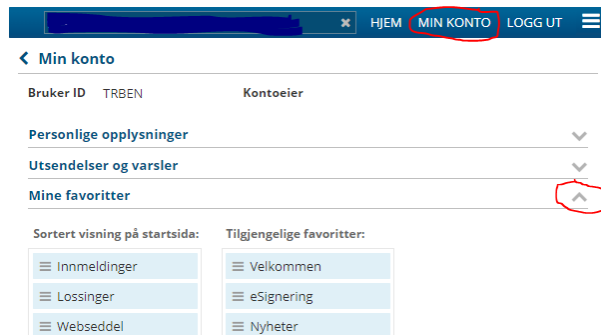 HJEM MIN KONTO LOGG UT
Min konto
Bruker ID TRBEN Kontoeier
Personlige opplysninger
Utsendelser og varsler
Mine favoritter
Sortert visning på startsida: Tilgjengelige favoritter:
Innmeldinger Velkommen
Lossinger eSignering
Webseddel Nyheter